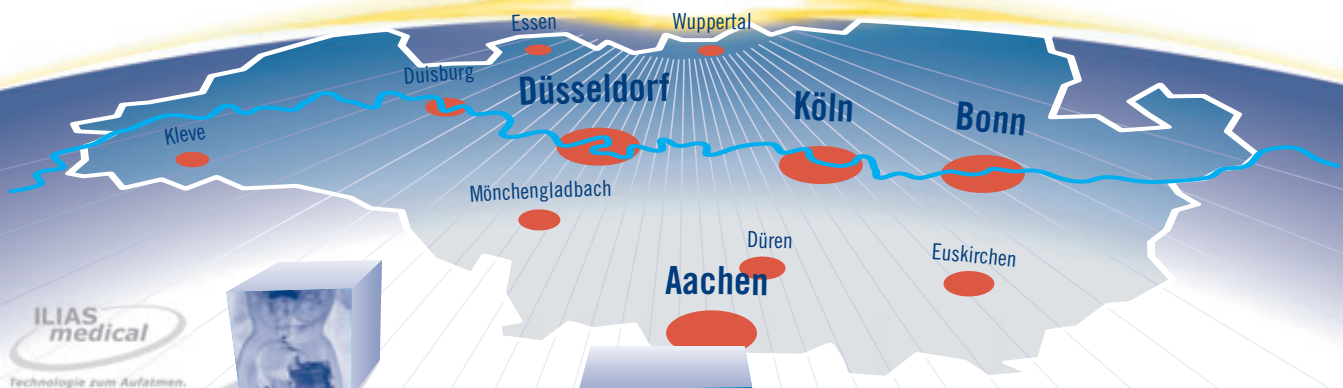 Essen
Wuppertal
Duisburg
Düsseldorf
Köln
Bonn
Kleve
Mönchengladbach
Düren
Euskirchen
Aachen
ILIAS
medical
Technologie zum Aufatmen.